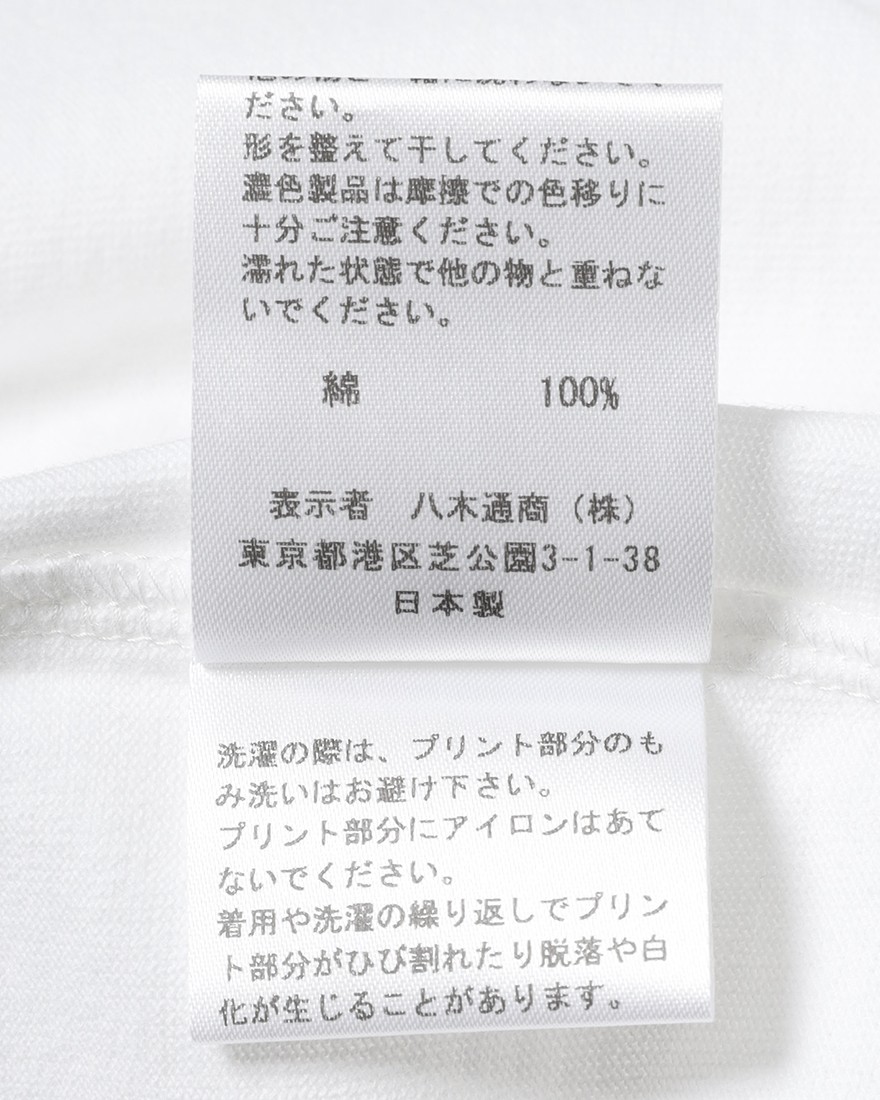 ださい。
形を整えて干してください。
濃色製品は摩擦での色移りに
十分ご注意ください。
濡れた状態で他の物と重ねな
いでください。
綿 100%
表示者 八木通商（株）
東京都港区芝公園3-1-38
日本製
洗濯の際は、プリント部分のも
み洗いはお避け下さい。
プリント部分にアイロンはあて
ないでください。
着用や洗濯の繰り返しでプリン
ト部分がひび割れたり脱落や白
化が生じることがあります。